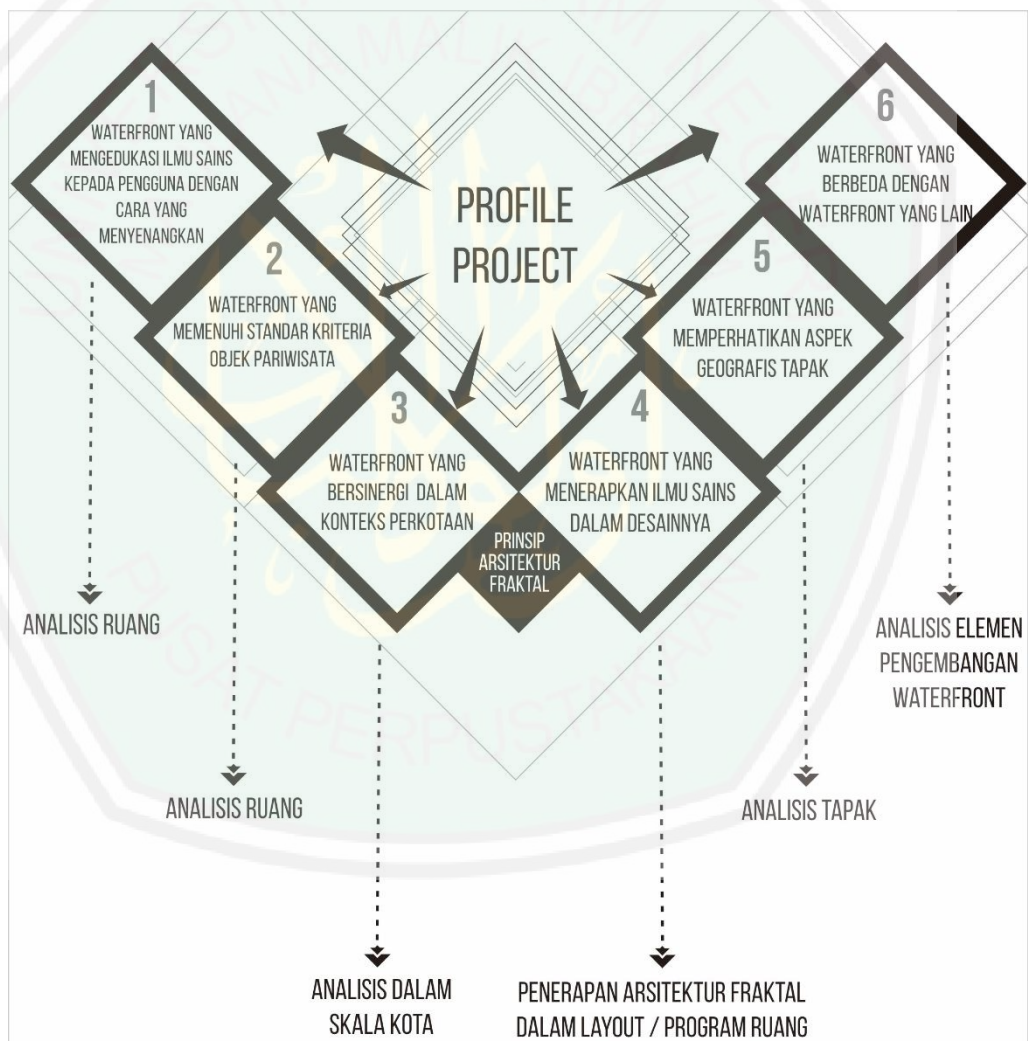 PROFILE
PROJECT
1
WATERFRONT YANG
MENGEDUKASI ILMU SAINS
KEPADA PENGGUNA DENGAN
CARA YANG
MENYENANGKAN
2
WATERFRONT YANG
MEMENUHI STANDAR KRITERIA
OBJEK PARIWISATA
3
WATERFRONT YANG
BERSINERGI DALAM
KONTEKS PERKOTAAN
PRINSIP
ARSITEKTUR
FRAKTAL
4
WATERFRONT YANG
MENERAPKAN ILMU SAINS
DALAM DESAINNYA
5
WATERFRONT YANG
MEMPERHATIKAN ASPEK
GEOGRAFIS TAPAK
6
WATERFRONT YANG
BERBEDA DENGAN
WATERFRONT YANG LAIN
ANALISIS RUANG
ANALISIS RUANG
ANALISIS DALAM
SKALA KOTA
PENERAPAN ARSITEKTUR FRAKTAL
DALAM LAYOUT / PROGRAM RUANG
ANALISIS TAPAK
ANALISIS ELEMEN
PENGEMBANGAN
WATERFRONT
PUSAT PERPUSTAKAAN